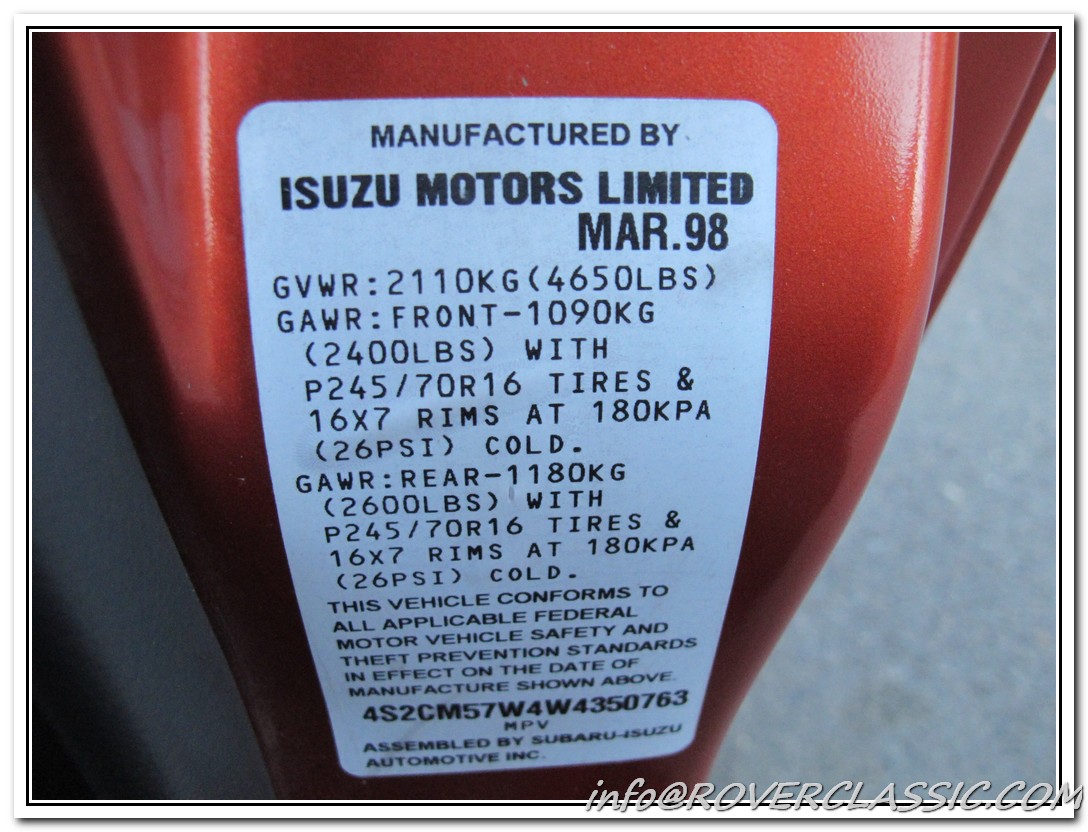 MANUFACTURED BY
ISUZU MOTORS LIMITED
MAR.98
GVWR:2110KG(4650LBS)
GAWR:FRONT-1090KG
(2400LBS) WITH
P245/70R16 TIRES &
16X7 RIMS AT 180KPA
(26PSI) COLD.
GAWR:REAR-1180KG
(2600LBS) WITH
P245/70R16 TIRES &
16X7 RIMS AT 180KPA
(26PSI) COLD.
THIS VEHICLE CONFORMS TO
ALL APPLICABLE FEDERAL
MOTOR VEHICLE SAFETY AND
THEFT PREVENTION STANDARDS
IN EFFECT ON THE DATE OF
MANUFACTURE SHOWN ABOVE.
4S2CM57W4W4350763
MPV
ASSEMBLED BY SUBARU-ISUZU
AUTOMOTIVE INC.
info@ROVERCLASSIC.COM